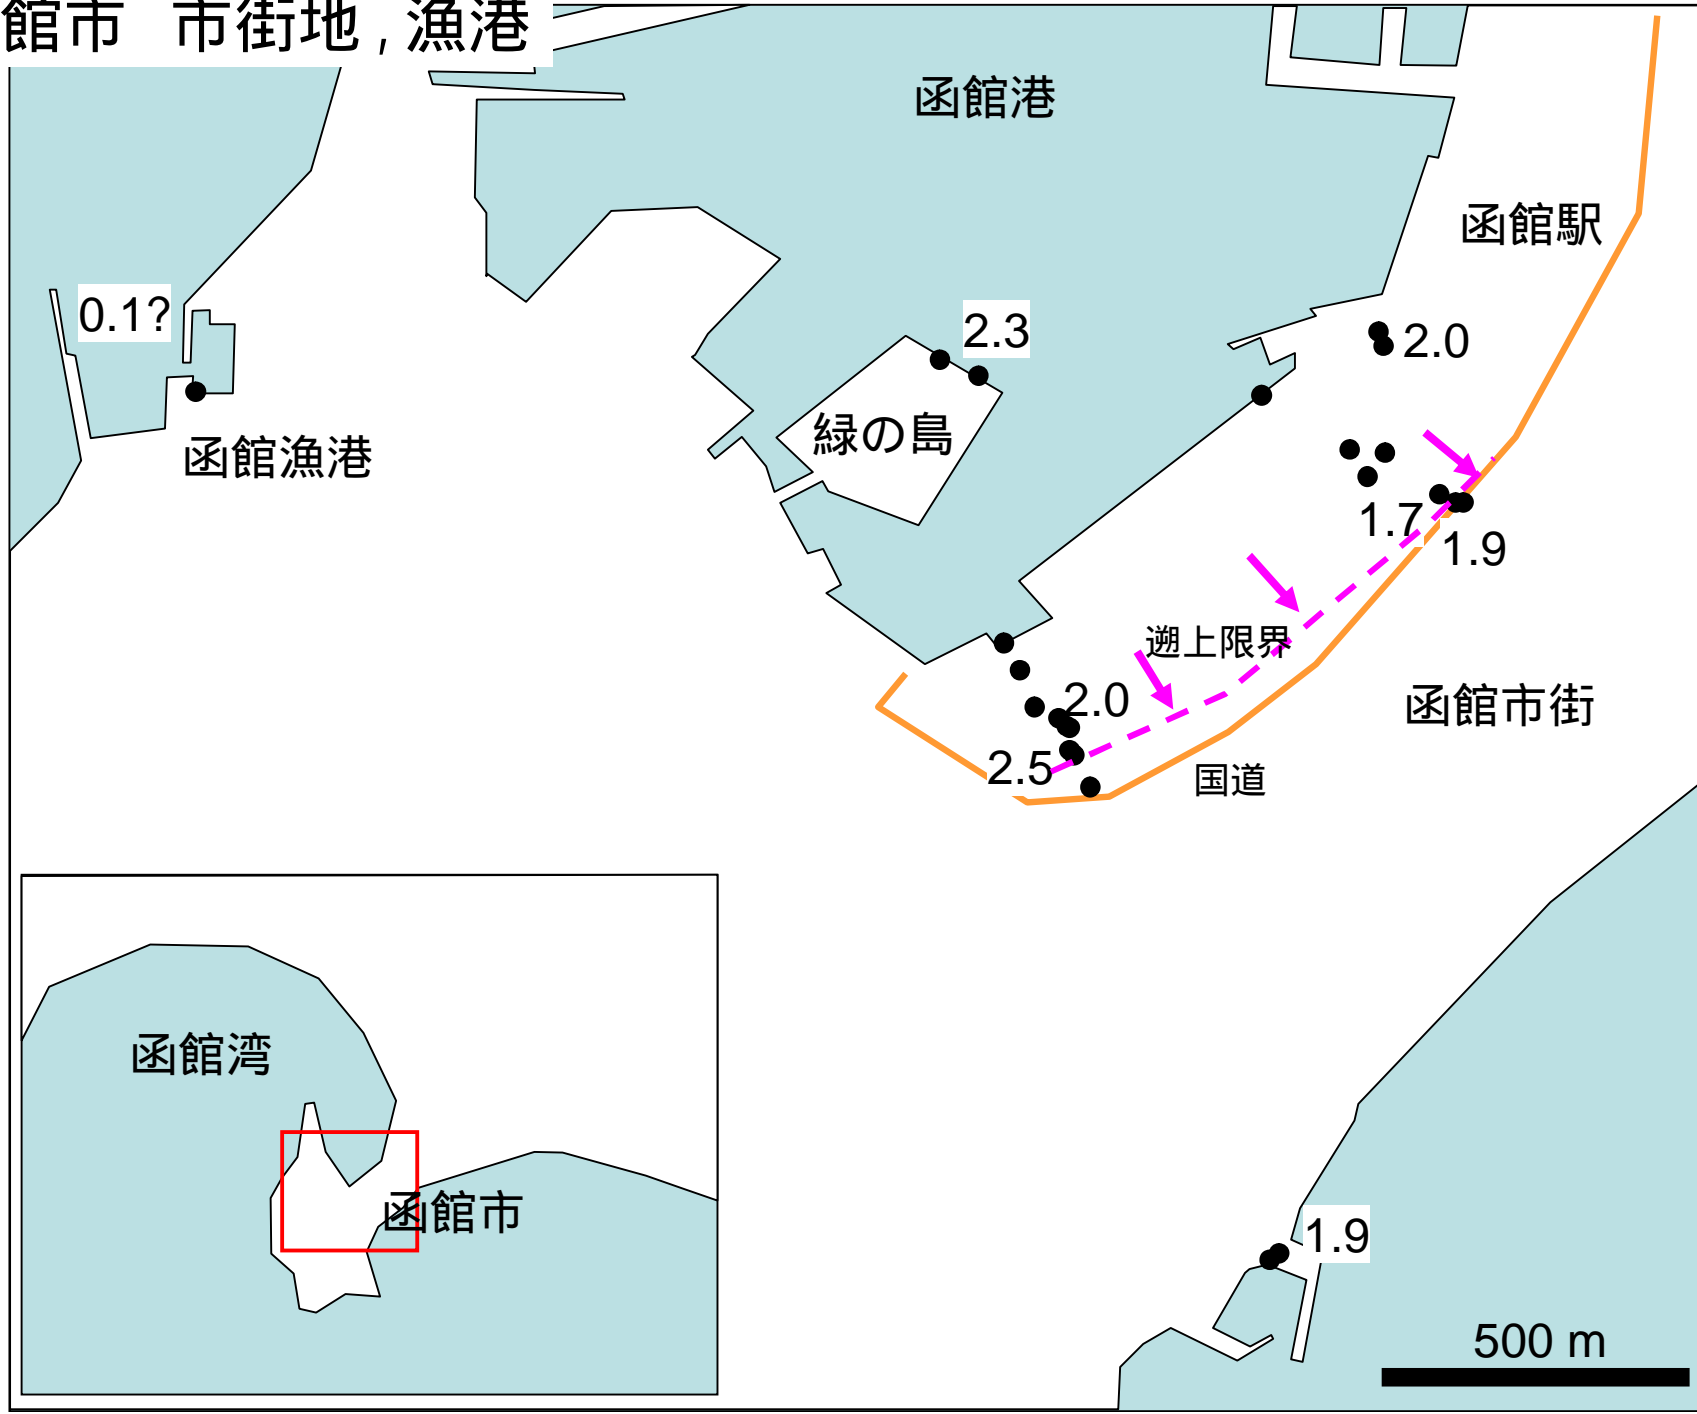 館市 市街地，漁港
函館港
函館駅
0.1?
2.3
2.0
緑の島
函館漁港
1.7
1.9
遡上限界
2.0
函館市街
2.5
国道
函館湾
函館市
1.9
500 m